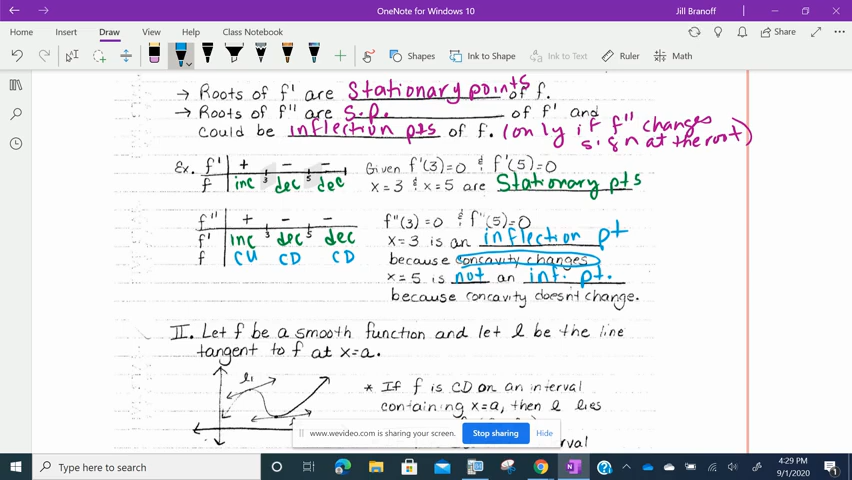 OneNote for Windows 10
Jill Branoff
Home Insert Draw View Help Class Notebook
Share
Shapes Ink to Shape Ink to Text Ruler Math
→ Roots of f' are Stationary points of f.
→ Roots of f'' are s.p. of f' and
could be inflection pts of f. (only if f'' changes
sign at the root)
Ex. f' + - - Given f'(3)=0 & f'(5)=0
f inc 3 dec 5 dec x=3 & x=5 are Stationary pts
f'' + - - f''(3)=0 & f''(5)=0
f' inc 3 dec 5 dec x=3 is an inflection pt
f CU CD CD because concavity changes
x=5 is not an inf. pt.
because concavity doesn't change.
II. Let f be a smooth function and let l be the line
tangent to f at x=a.
l₁
* If f is CD on an interval
containing x=a, then l lies
www.wevideo.com is sharing your screen. Stop sharing Hide
Type here to search
4:29 PM
9/1/2020